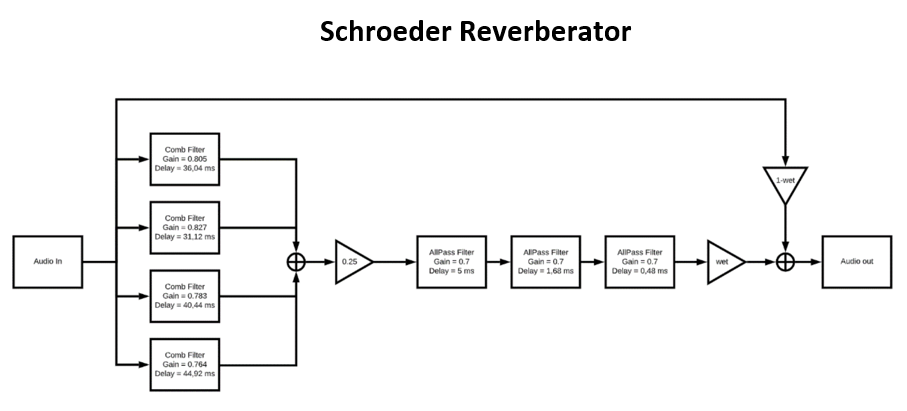 Schroeder Reverberator
Comb Filter
Gain = 0.805
Delay = 36,04 ms
1-wet
Comb Filter
Gain = 0.827
Delay = 31,12 ms
Audio In
0.25
AllPass Filter
Gain = 0.7
Delay = 5 ms
AllPass Filter
Gain = 0.7
Delay = 1,68 ms
AllPass Filter
Gain = 0.7
Delay = 0,48 ms
wet
Audio out
Comb Filter
Gain = 0.783
Delay = 40,44 ms
Comb Filter
Gain = 0.764
Delay = 44,92 ms